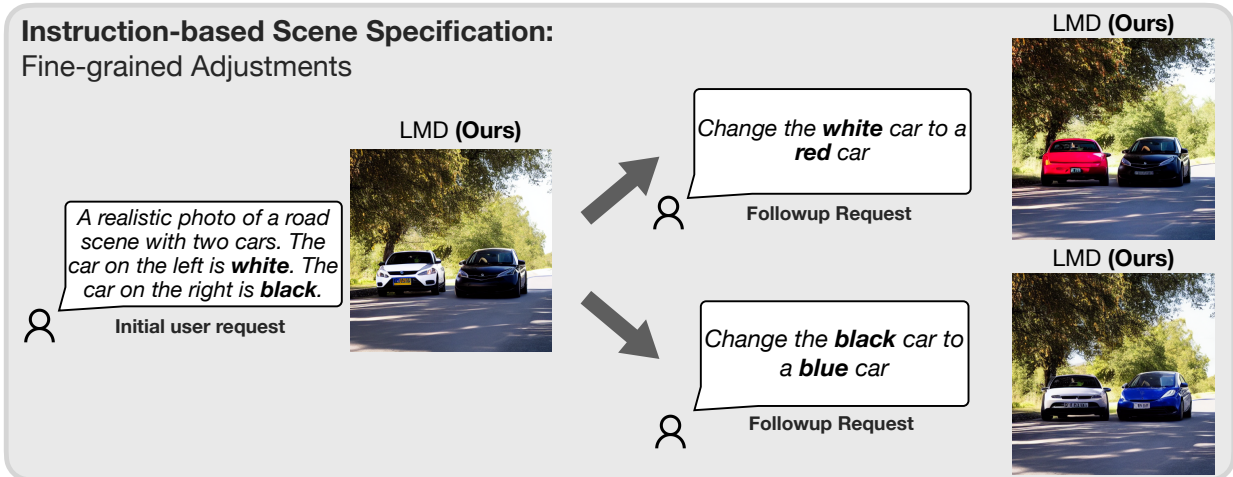 Instruction-based Scene Specification:
Fine-grained Adjustments
LMD (Ours)
A realistic photo of a road
scene with two cars. The
car on the left is white. The
car on the right is black.
Initial user request
Change the white car to a
red car
Followup Request
LMD (Ours)
Change the black car to
a blue car
Followup Request
LMD (Ours)